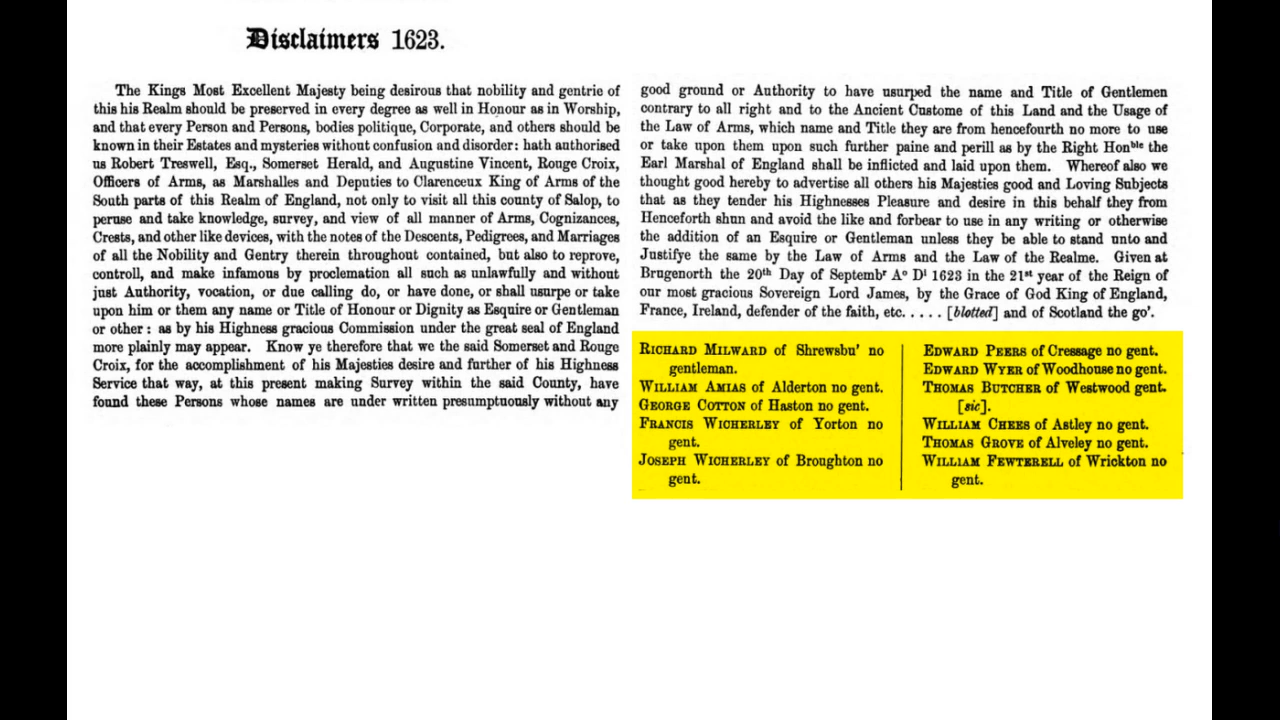 Disclaimers 1623.
The Kings Most Excellent Majesty being desirous that nobility and gentrie of
this his Realm should be preserved in every degree as well in Honour as in Worship,
and that every Person and Persons, bodies politique, Corporate, and others should be
known in their Estates and mysteries without confusion and disorder: hath authorised
us Robert Treswell, Esq., Somerset Herald, and Augustine Vincent, Rouge Croix,
Officers of Arms, as Marshalles and Deputies to Clarenceux King of Arms of the
South parts of this Realm of England, not only to visit all this county of Salop, to
peruse and take knowledge, survey, and view of all manner of Arms, Cognizances,
Crests, and other like devices, with the notes of the Descents, Pedigrees, and Marriages
of all the Nobility and Gentry therein throughout contained, but also to reprove,
controll, and make infamous by proclemation all such as unlawfully and without
just Authority, vocation, or due calling do, or have done, or shall usurpe or take
upon him or them any name or Title of Honour or Dignity as Esquire or Gentleman
or other: as by his Highness gracious Commission under the great seal of England
more plainly may appear. Know ye therefore that we the said Somerset and Rouge
Croix, for the accomplishment of his Majesties desire and further of his Highness
Service that way, at this present making Survey within the said County, have
found these Persons whose names are under written presumptuously without any
good ground or Authority to have usurped the name and Title of Gentlemen
contrary to all right and to the Ancient Custome of this Land and the Usage of
the Law of Arms, which name and Title they are from hencefourth no more to use
or take upon them upon such further paine and perill as by the Right Honble the
Earl Marshal of England shall be inflicted and laid upon them. Whereof also we
thought good hereby to advertise all others his Majesties good and Loving Subjects
that as they tender his Highnesses Pleasure and desire in this behalf they from
Henceforth shun and avoid the like and forbear to use in any writing or otherwise
the addition of an Esquire or Gentleman unless they be able to stand unto and
Justifye the same by the Law of Arms and the Law of the Realme. Given at
Brugenorth the 20th Day of Septembr Ao Di 1623 in the 21st year of the Reign of
our most gracious Sovereign Lord James, by the Grace of God King of England,
France, Ireland, defender of the faith, etc. . . . . [blotted] and of Scotland the go'.
RICHARD MILWARD of Shrewsbu' no
gentleman.
WILLIAM AMIAS of Alderton no gent.
GEORGE COTTON of Haston no gent.
FRANCIS WICHERLEY of Yorton no
gent.
JOSEPH WICHERLEY of Broughton no
gent.
EDWARD PEERS of Cressage no gent.
EDWARD WYER of Woodhouse no gent.
THOMAS BUTCHER of Westwood gent.
[sic].
WILLIAM CHEES of Astley no gent.
THOMAS GROVE of Alveley no gent.
WILLIAM FEWTERELL of Wrickton no
gent.